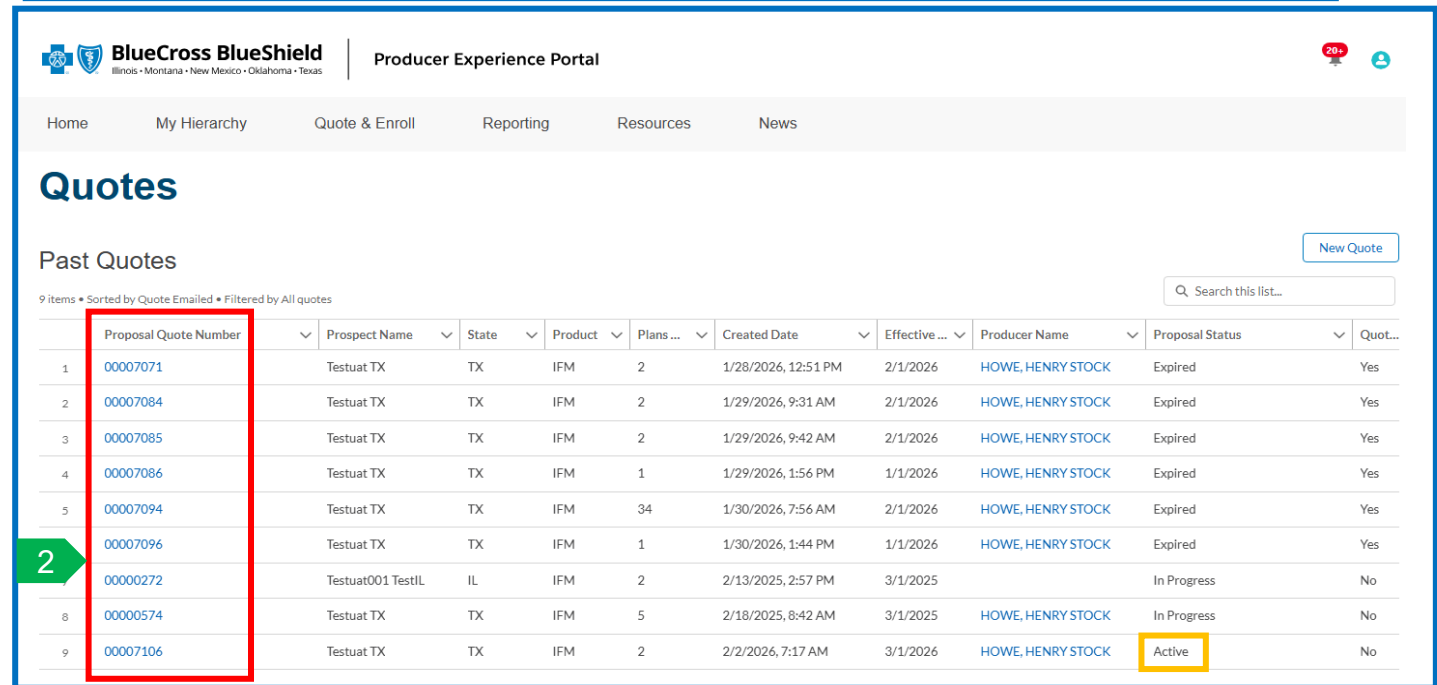 BlueCross BlueShield
Illinois • Montana • New Mexico • Oklahoma • Texas
Producer Experience Portal
20+
Home My Hierarchy Quote & Enroll Reporting Resources News
Quotes
New Quote
Past Quotes
Search this list...
9 items • Sorted by Quote Emailed • Filtered by All quotes
Proposal Quote Number Prospect Name State Product Plans ... Created Date Effective ... Producer Name Proposal Status Quot...
1 00007071 Testuat TX TX IFM 2 1/28/2026, 12:51 PM 2/1/2026 HOWE, HENRY STOCK Expired Yes
2 00007084 Testuat TX TX IFM 2 1/29/2026, 9:31 AM 2/1/2026 HOWE, HENRY STOCK Expired Yes
3 00007085 Testuat TX TX IFM 2 1/29/2026, 9:42 AM 2/1/2026 HOWE, HENRY STOCK Expired Yes
4 00007086 Testuat TX TX IFM 1 1/29/2026, 1:56 PM 1/1/2026 HOWE, HENRY STOCK Expired Yes
5 00007094 Testuat TX TX IFM 34 1/30/2026, 7:56 AM 2/1/2026 HOWE, HENRY STOCK Expired Yes
00007096 Testuat TX TX IFM 1 1/30/2026, 1:44 PM 1/1/2026 HOWE, HENRY STOCK Expired Yes
2
00000272 Testuat001 TestIL IL IFM 2 2/13/2025, 2:57 PM 3/1/2025 In Progress No
8 00000574 Testuat TX TX IFM 5 2/18/2025, 8:42 AM 3/1/2025 HOWE, HENRY STOCK In Progress No
9 00007106 Testuat TX TX IFM 2 2/2/2026, 7:17 AM 3/1/2026 HOWE, HENRY STOCK Active No